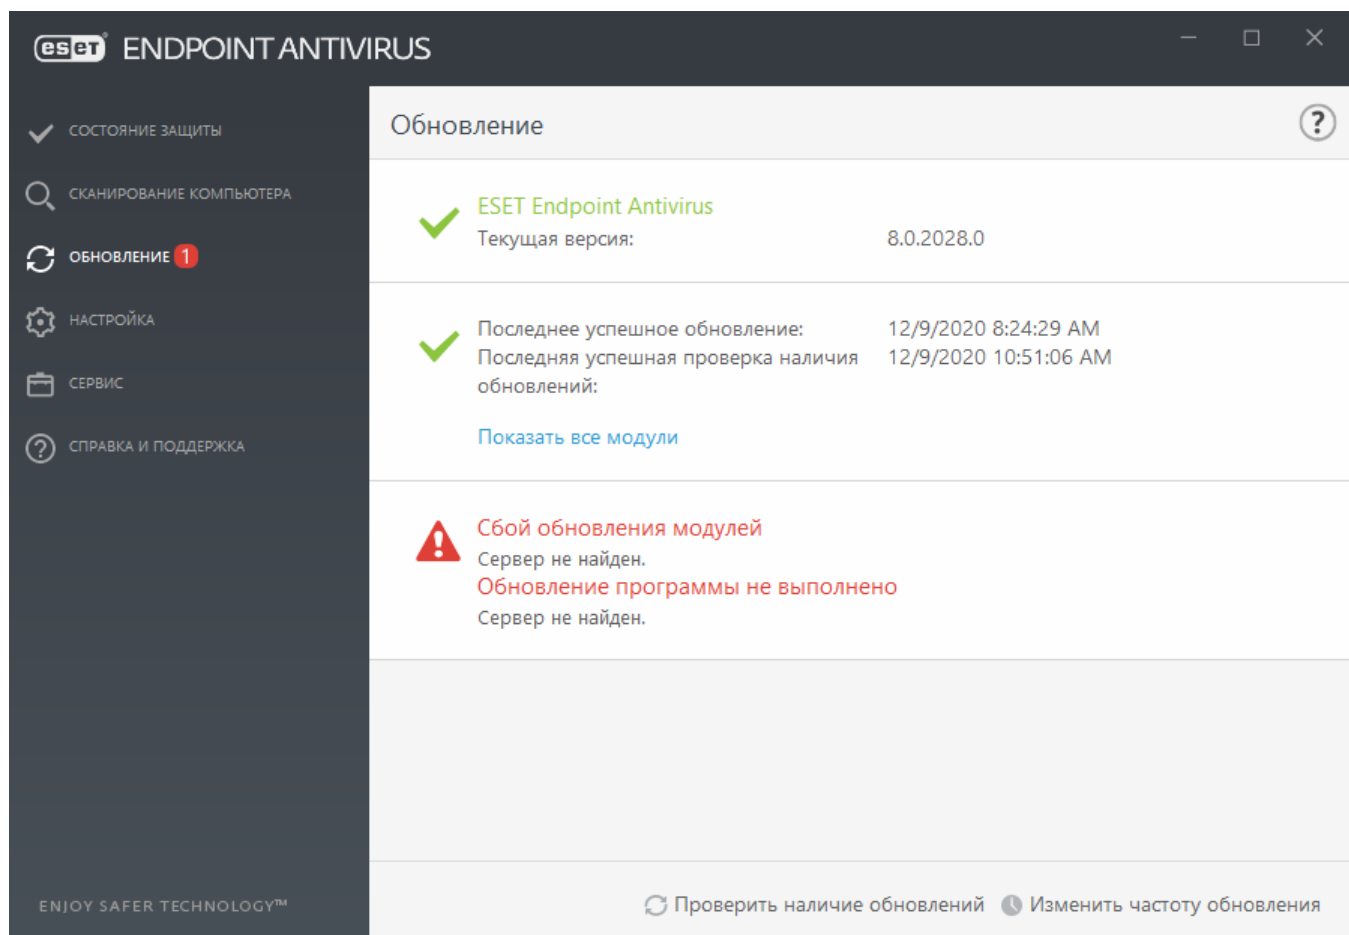 eset ENDPOINT ANTIVIRUS
СОСТОЯНИЕ ЗАЩИТЫ
СКАНИРОВАНИЕ КОМПЬЮТЕРА
ОБНОВЛЕНИЕ 1
НАСТРОЙКА
СЕРВИС
СПРАВКА И ПОДДЕРЖКА
ENJOY SAFER TECHNOLOGY™
Обновление ?
ESET Endpoint Antivirus
Текущая версия: 8.0.2028.0
Последнее успешное обновление: 12/9/2020 8:24:29 AM
Последняя успешная проверка наличия 12/9/2020 10:51:06 AM
обновлений:
Показать все модули
Сбой обновления модулей
Сервер не найден.
Обновление программы не выполнено
Сервер не найден.
Проверить наличие обновлений Изменить частоту обновления